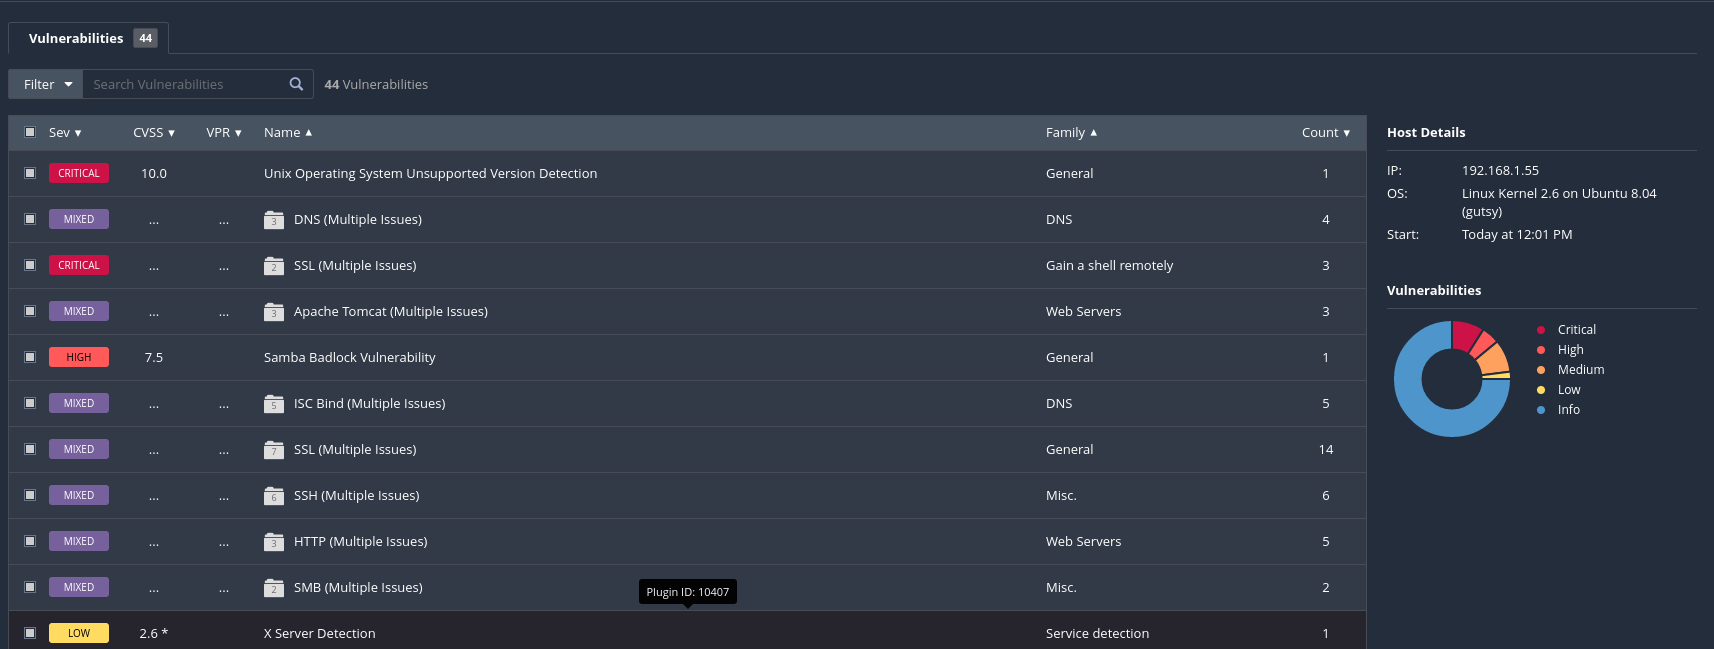 Vulnerabilities 44
Filter Search Vulnerabilities 44 Vulnerabilities
Sev CVSS VPR Name Family Count
CRITICAL 10.0 Unix Operating System Unsupported Version Detection General 1
MIXED ... ... 3 DNS (Multiple Issues) DNS 4
CRITICAL ... ... 2 SSL (Multiple Issues) Gain a shell remotely 3
MIXED ... ... 3 Apache Tomcat (Multiple Issues) Web Servers 3
HIGH 7.5 Samba Badlock Vulnerability General 1
MIXED ... ... 5 ISC Bind (Multiple Issues) DNS 5
MIXED ... ... 7 SSL (Multiple Issues) General 14
MIXED ... ... 6 SSH (Multiple Issues) Misc. 6
MIXED ... ... 3 HTTP (Multiple Issues) Web Servers 5
MIXED ... ... 2 SMB (Multiple Issues) Misc. 2
Plugin ID: 10407
LOW 2.6 * X Server Detection Service detection 1
Host Details
IP: 192.168.1.55
OS: Linux Kernel 2.6 on Ubuntu 8.04
(gutsy)
Start: Today at 12:01 PM
Vulnerabilities
Critical
High
Medium
Low
Info